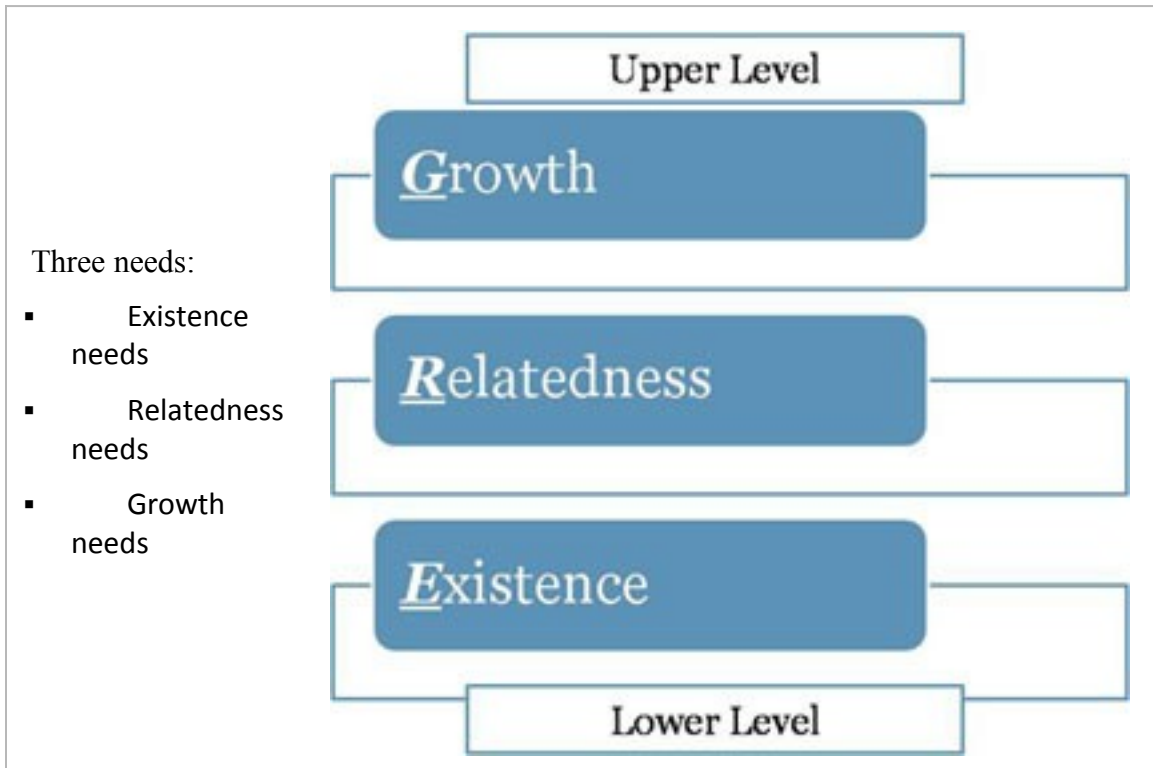 Three needs:
▪ Existence
needs
▪ Relatedness
needs
▪ Growth
needs
Upper Level
Growth
Relatedness
Existence
Lower Level